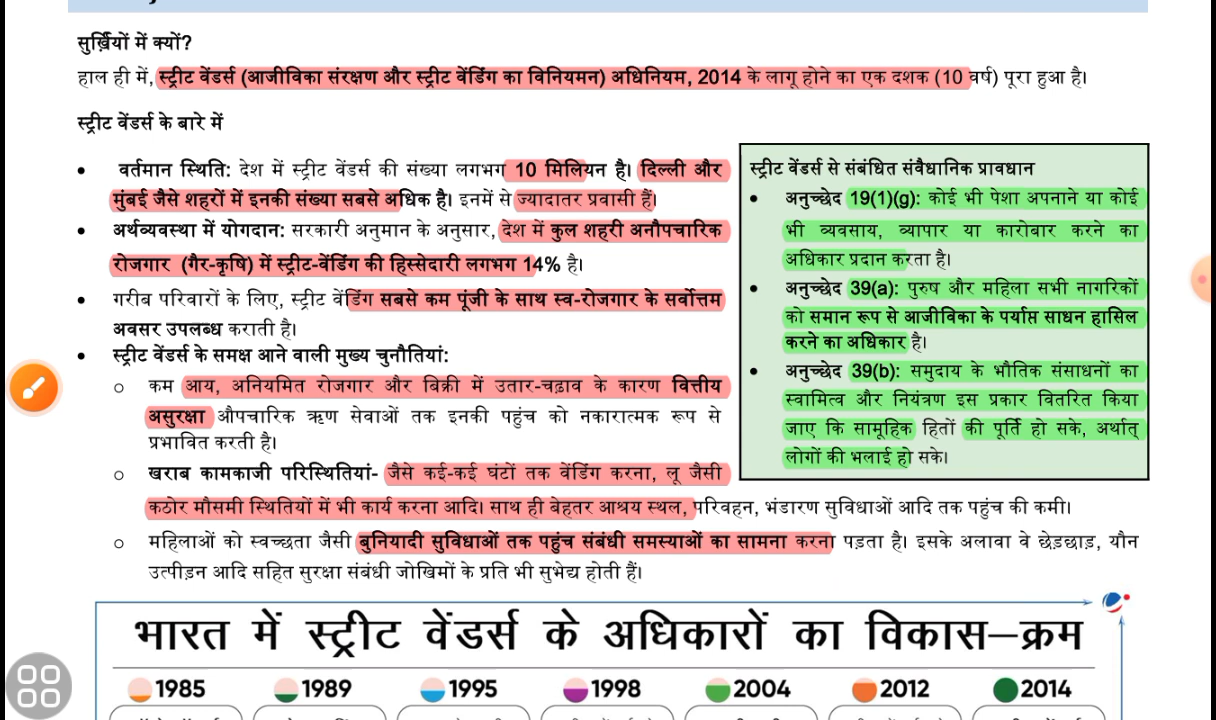 सुर्ख़ियों में क्यों?
हाल ही में, स्ट्रीट वेंडर्स (आजीविका संरक्षण और स्ट्रीट वेंडिंग का विनियमन) अधिनियम, 2014 के लागू होने का एक दशक (10 वर्ष) पूरा हुआ है।
स्ट्रीट वेंडर्स के बारे में
• वर्तमान स्थिति: देश में स्ट्रीट वेंडर्स की संख्या लगभग 10 मिलियन है। दिल्ली और
मुंबई जैसे शहरों में इनकी संख्या सबसे अधिक है। इनमें से ज्यादातर प्रवासी हैं।
• अर्थव्यवस्था में योगदान: सरकारी अनुमान के अनुसार, देश में कुल शहरी अनौपचारिक
रोजगार (गैर-कृषि) में स्ट्रीट-वेंडिंग की हिस्सेदारी लगभग 14% है।
• गरीब परिवारों के लिए, स्ट्रीट वेंडिंग सबसे कम पूंजी के साथ स्व-रोजगार के सर्वोत्तम
अवसर उपलब्ध कराती है।
• स्ट्रीट वेंडर्स के समक्ष आने वाली मुख्य चुनौतियां:
○ कम आय, अनियमित रोजगार और बिक्री में उतार-चढ़ाव के कारण वित्तीय
असुरक्षा औपचारिक ऋण सेवाओं तक इनकी पहुंच को नकारात्मक रूप से
प्रभावित करती है।
○ खराब कामकाजी परिस्थितियां- जैसे कई-कई घंटों तक वेंडिंग करना, लू जैसी
कठोर मौसमी स्थितियों में भी कार्य करना आदि। साथ ही बेहतर आश्रय स्थल, परिवहन, भंडारण सुविधाओं आदि तक पहुंच की कमी।
○ महिलाओं को स्वच्छता जैसी बुनियादी सुविधाओं तक पहुंच संबंधी समस्याओं का सामना करना पड़ता है। इसके अलावा वे छेड़छाड़, यौन
उत्पीड़न आदि सहित सुरक्षा संबंधी जोखिमों के प्रति भी सुभेद्य होती हैं।
स्ट्रीट वेंडर्स से संबंधित संवैधानिक प्रावधान
• अनुच्छेद 19(1)(g): कोई भी पेशा अपनाने या कोई
भी व्यवसाय, व्यापार या कारोबार करने का
अधिकार प्रदान करता है।
• अनुच्छेद 39(a): पुरुष और महिला सभी नागरिकों
को समान रूप से आजीविका के पर्याप्त साधन हासिल
करने का अधिकार है।
• अनुच्छेद 39(b): समुदाय के भौतिक संसाधनों का
स्वामित्व और नियंत्रण इस प्रकार वितरित किया
जाए कि सामूहिक हितों की पूर्ति हो सके, अर्थात्
लोगों की भलाई हो सके।
भारत में स्ट्रीट वेंडर्स के अधिकारों का विकास–क्रम
1985 1989 1995 1998 2004 2012 2014